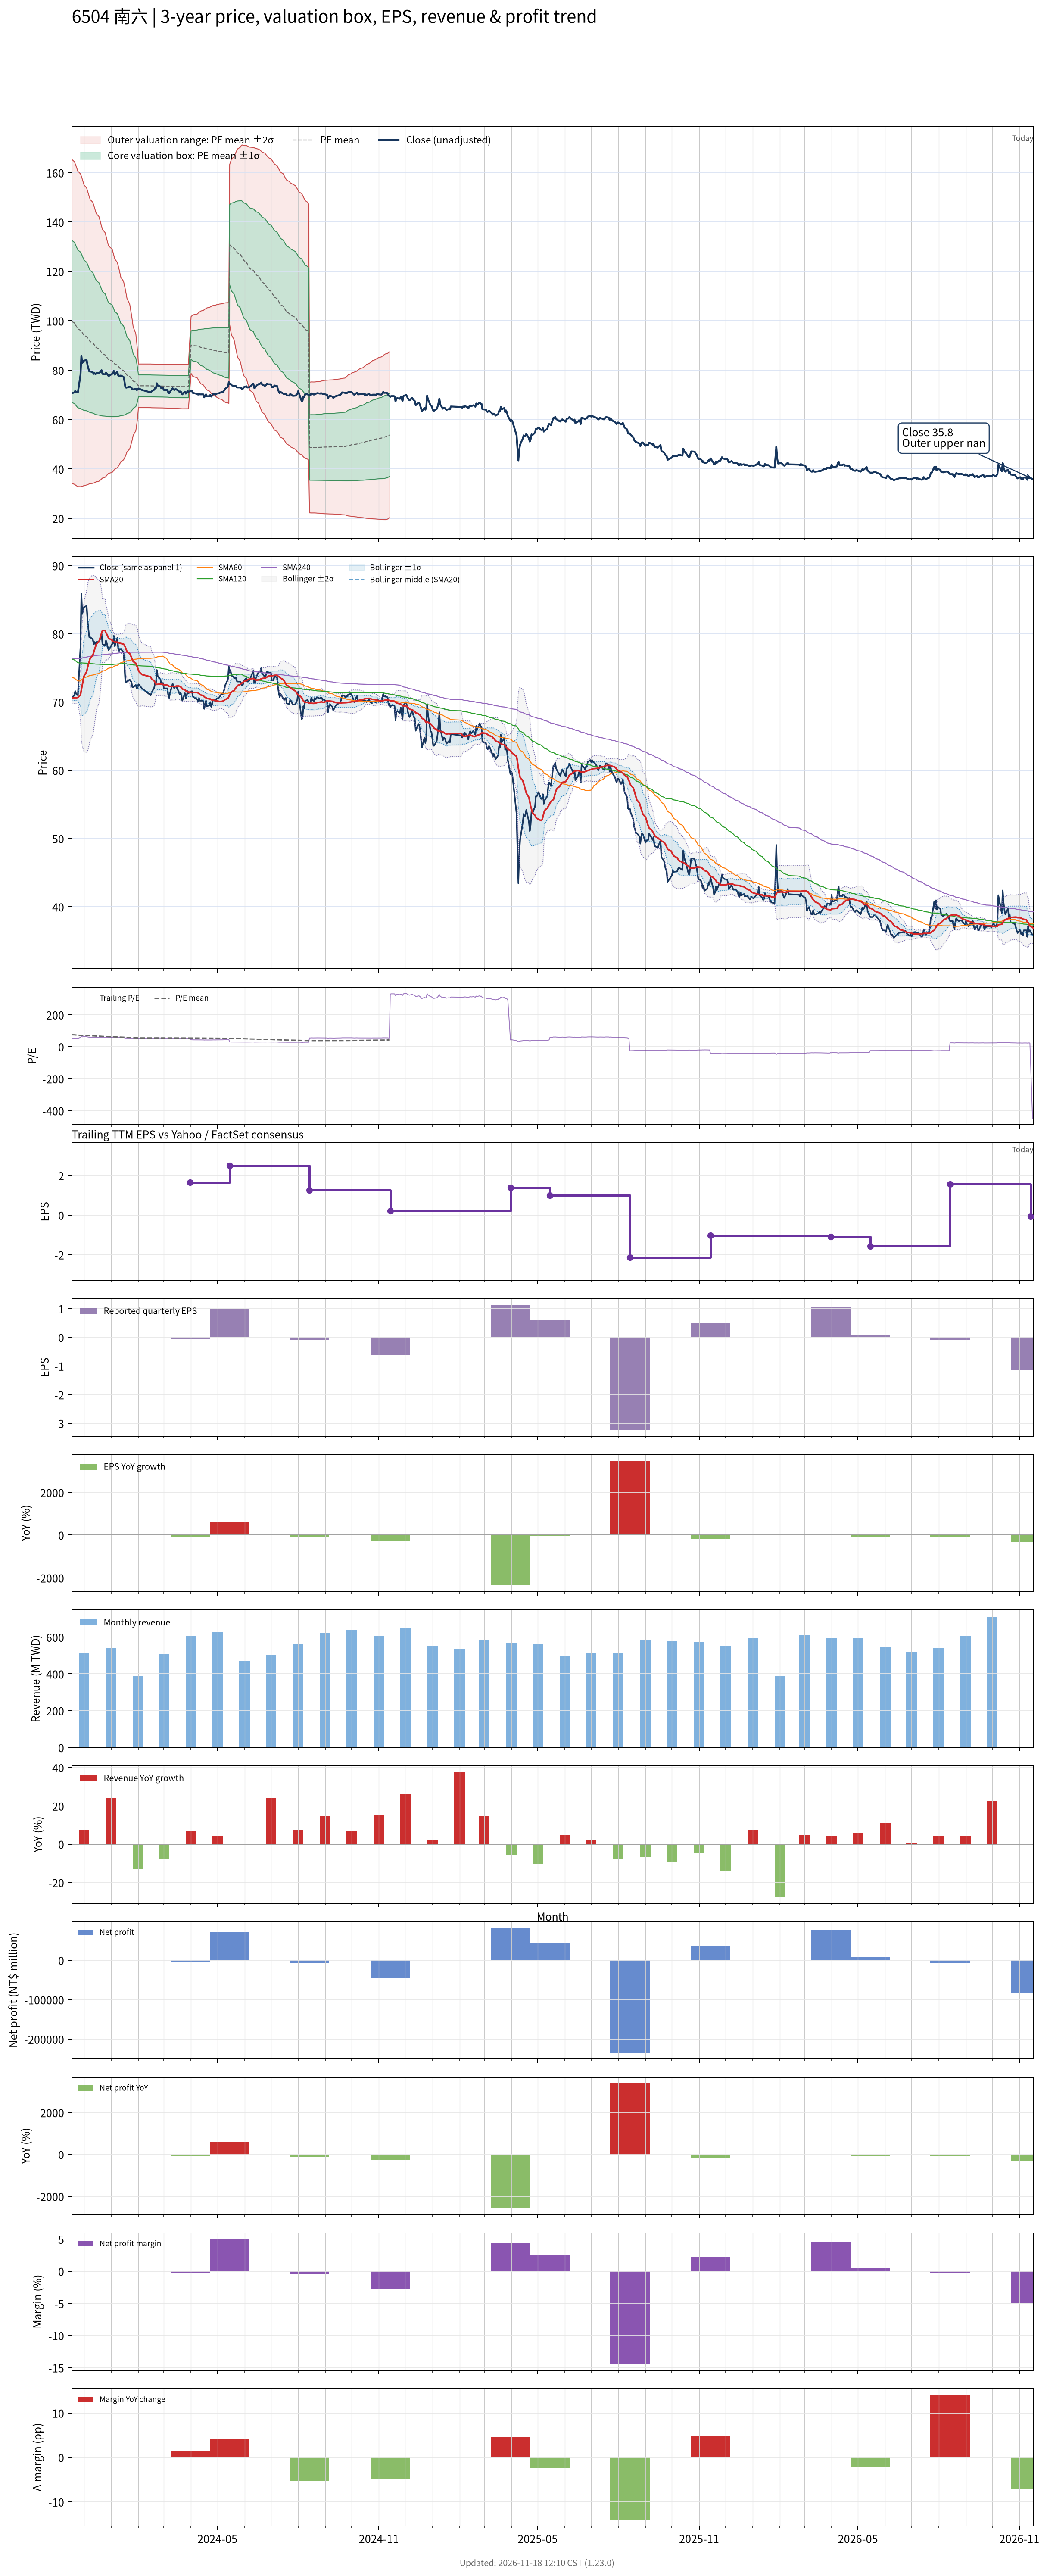 6504 南六 | 3-year price, valuation box, EPS, revenue & profit trend
Outer valuation range: PE mean ±2σ
PE mean
Close (unadjusted)
Core valuation box: PE mean ±1σ
Today
Price (TWD)
160
140
120
100
80
60
40
20
Close 35.8
Outer upper nan
Close (same as panel 1)
SMA20
SMA60
SMA120
SMA240
Bollinger ±2σ
Bollinger ±1σ
Bollinger middle (SMA20)
Price
90
80
70
60
50
40
Trailing P/E
P/E mean
P/E
200
0
-200
-400
Trailing TTM EPS vs Yahoo / FactSet consensus
Today
EPS
2
0
-2
Reported quarterly EPS
EPS
1
0
-1
-2
-3
EPS YoY growth
YoY (%)
2000
0
-2000
Monthly revenue
Revenue (M TWD)
600
400
200
0
Revenue YoY growth
YoY (%)
40
20
0
-20
Month
Net profit
Net profit (NT$ million)
0
-100000
-200000
Net profit YoY
YoY (%)
2000
0
-2000
Net profit margin
Margin (%)
5
0
-5
-10
-15
Margin YoY change
Δ margin (pp)
10
0
-10
2024-05
2024-11
2025-05
2025-11
2026-05
2026-11
Updated: 2026-11-18 12:10 CST (1.23.0)